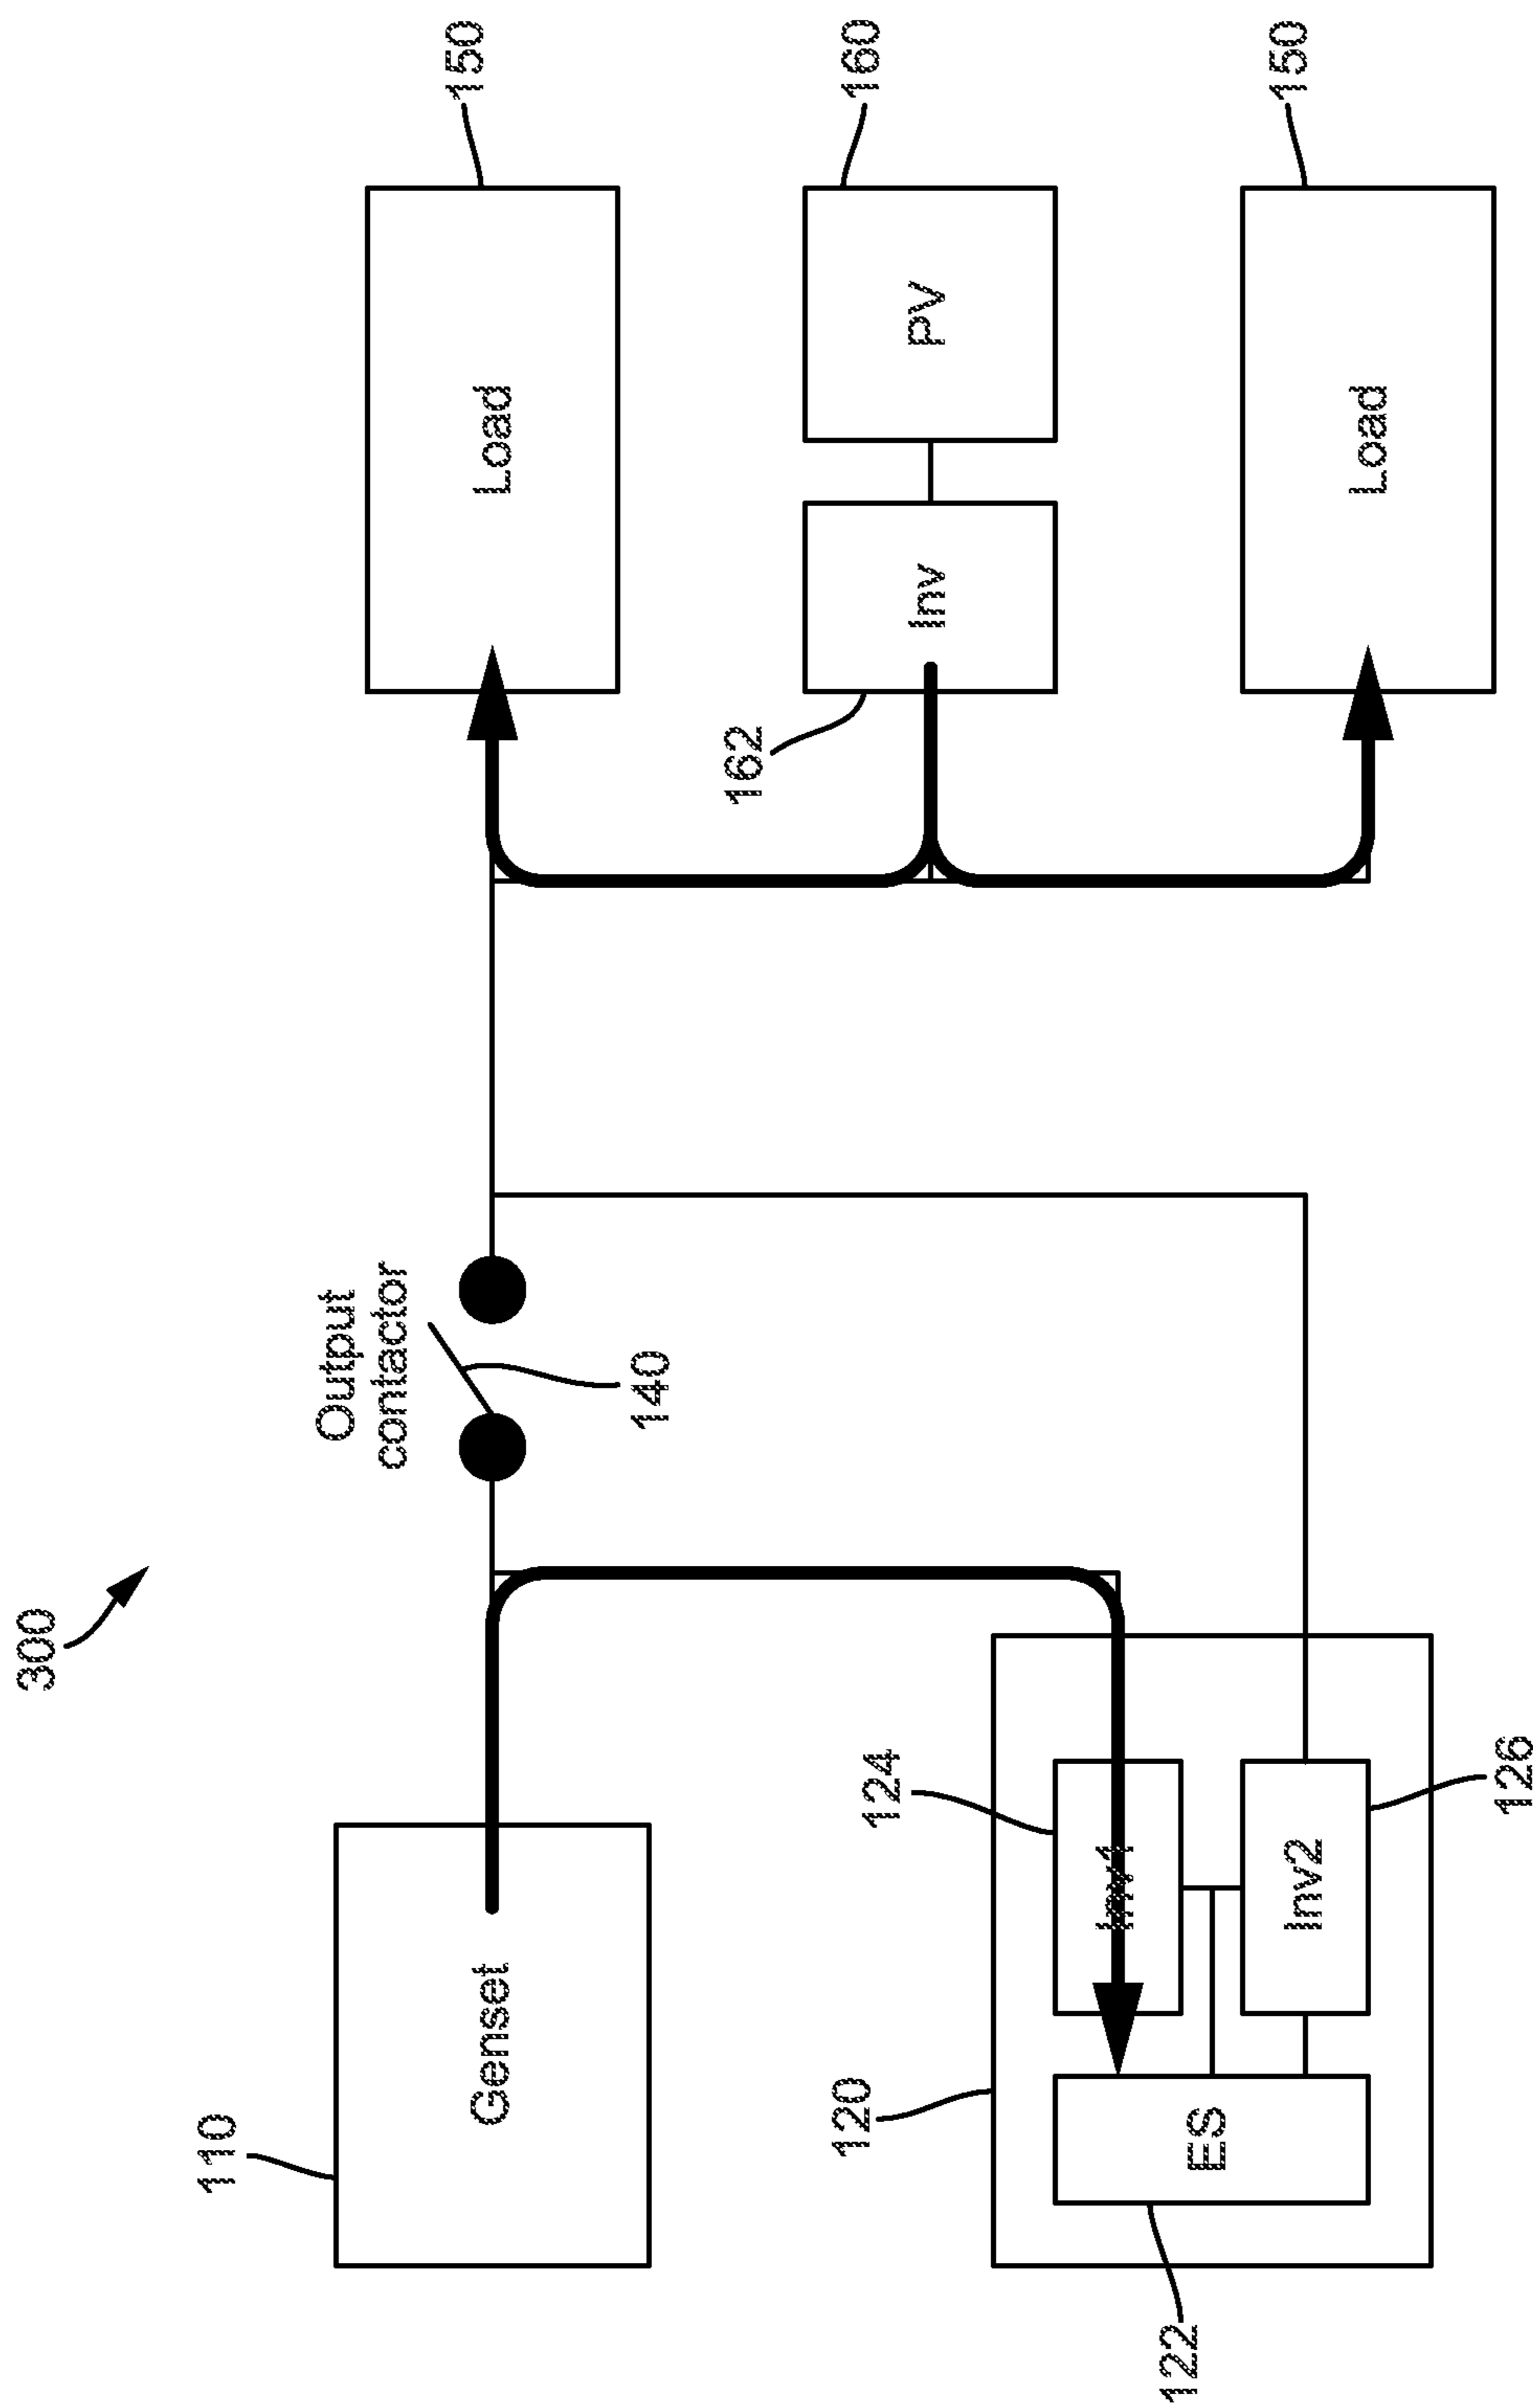 300
110
Genset
Output
contactor
140
150
Load
162
Inv
PV
160
Load
150
120
124
Inv1
ES
122
Inv2
126